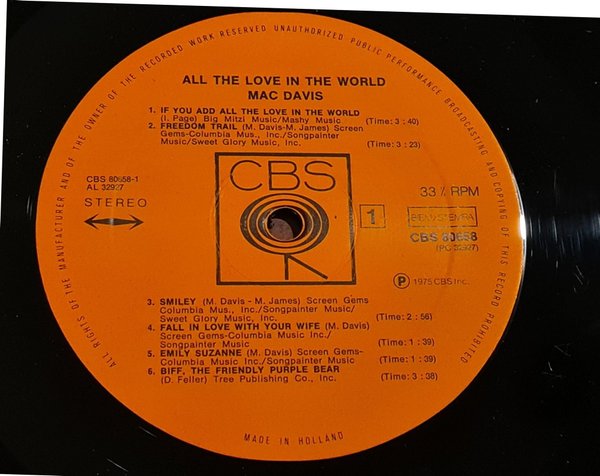 ALL RIGHTS OF THE MANUFACTURER AND OF THE OWNER OF THE RECORDED WORK RESERVED UNAUTHORIZED PUBLIC PERFORMANCE BROADCASTING AND COPYING OF THIS RECORD PROHIBITED
ALL THE LOVE IN THE WORLD
MAC DAVIS
1. IF YOU ADD ALL THE LOVE IN THE WORLD
(I. Page) Big Mitzi Music/Mashy Music (Time: 3 : 40)
2. FREEDOM TRAIL (M. Davis-M. James) Screen
Gems-Columbia Mus., Inc./Songpainter
Music/Sweet Glory Music, Inc. (Time: 3 : 23)
CBS 80658-1
AL 32927
STEREO
CBS
33 / RPM
1
BIEM/STEMRA
CBS 80658
(PC 32927)
P 1975 CBS Inc.
3. SMILEY (M. Davis - M. James) Screen Gems
Columbia Mus., Inc./Songpainter Music/
Sweet Glory Music, Inc. (Time: 2 : 56)
4. FALL IN LOVE WITH YOUR WIFE (M. Davis)
Screen Gems-Columbia Music Inc./
Songpainter Music (Time: 1 : 39)
5. EMILY SUZANNE (M. Davis) Screen Gems-
Columbia Music Inc./Songpainter Music (Time: 1 : 39)
6. BIFF, THE FRIENDLY PURPLE BEAR
(D. Feller) Tree Publishing Co., Inc. (Time: 3 : 38)
MADE IN HOLLAND